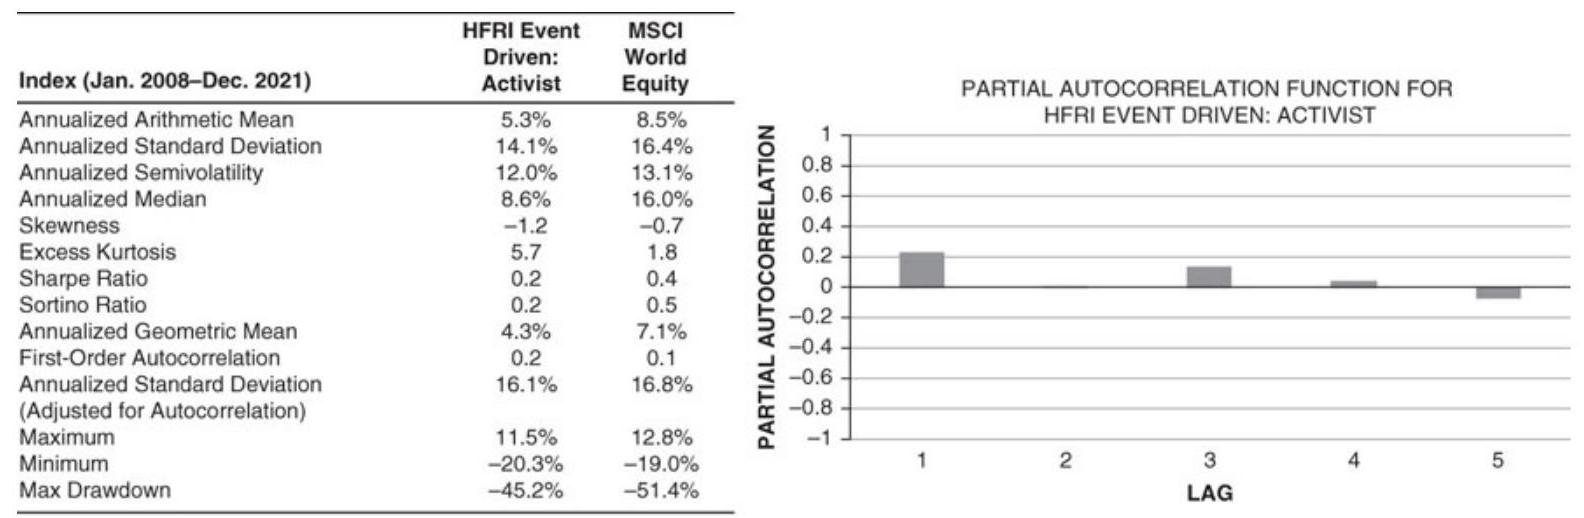 HFRI Event MSCI
Driven: World
Index (Jan. 2008–Dec. 2021) Activist Equity
Annualized Arithmetic Mean 5.3% 8.5%
Annualized Standard Deviation 14.1% 16.4%
Annualized Semivolatility 12.0% 13.1%
Annualized Median 8.6% 16.0%
Skewness –1.2 –0.7
Excess Kurtosis 5.7 1.8
Sharpe Ratio 0.2 0.4
Sortino Ratio 0.2 0.5
Annualized Geometric Mean 4.3% 7.1%
First-Order Autocorrelation 0.2 0.1
Annualized Standard Deviation 16.1% 16.8%
(Adjusted for Autocorrelation)
Maximum 11.5% 12.8%
Minimum –20.3% –19.0%
Max Drawdown –45.2% –51.4%
PARTIAL AUTOCORRELATION FUNCTION FOR
HFRI EVENT DRIVEN: ACTIVIST
PARTIAL AUTOCORRELATION
1
0.8
0.6
0.4
0.2
0
–0.2
–0.4
–0.6
–0.8
–1
1 2 3 4 5
LAG